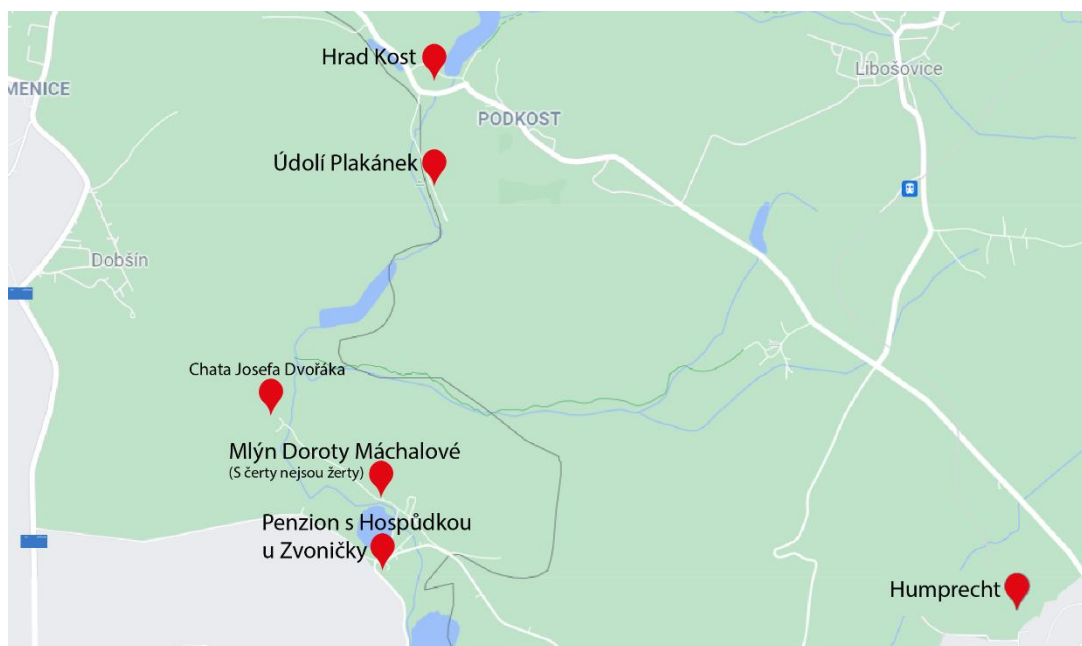 Hrad Kost
Libošovice
MENICE
PODKOST
Údolí Plakánek
Dobšín
Chata Josefa Dvořáka
Mlýn Doroty Máchalové
(S čerty nejsou žerty)
Penzion s Hospůdkou
u Zvoničky
Humprecht